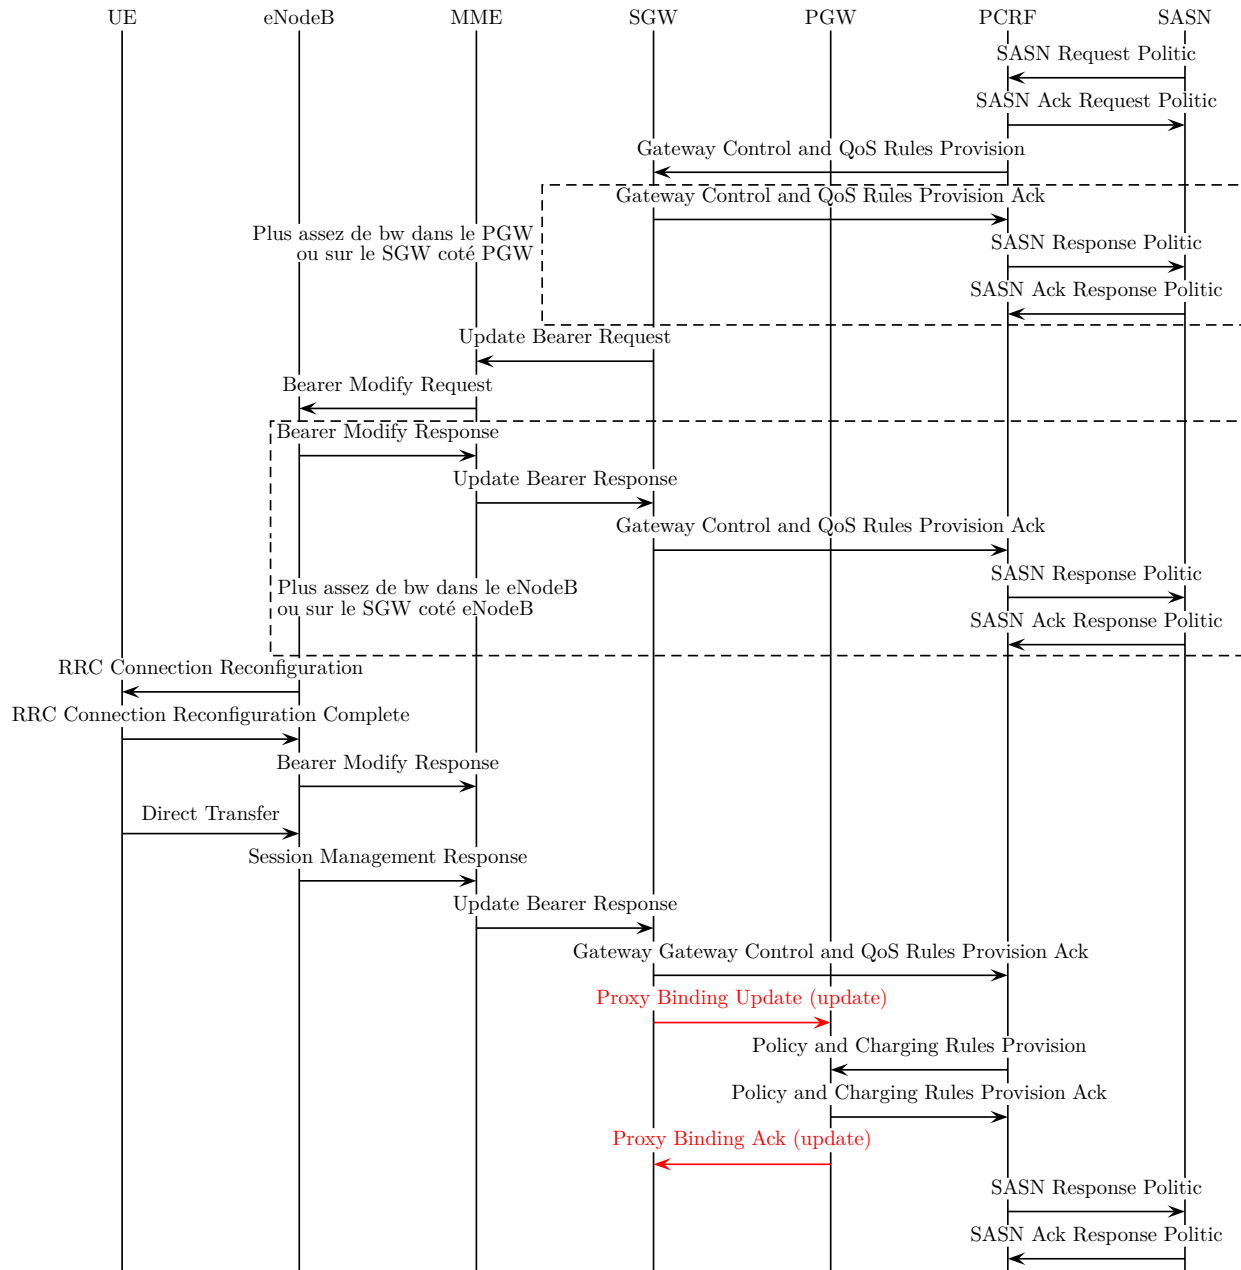 UE eNodeB MME SGW PGW PCRF SASN
SASN Request Politic
SASN Ack Request Politic
Gateway Control and QoS Rules Provision
Gateway Control and QoS Rules Provision Ack
Plus assez de bw dans le PGW
ou sur le SGW coté PGW
SASN Response Politic
SASN Ack Response Politic
Update Bearer Request
Bearer Modify Request
Bearer Modify Response
Update Bearer Response
Gateway Control and QoS Rules Provision Ack
SASN Response Politic
Plus assez de bw dans le eNodeB
ou sur le SGW coté eNodeB
SASN Ack Response Politic
RRC Connection Reconfiguration
RRC Connection Reconfiguration Complete
Bearer Modify Response
Direct Transfer
Session Management Response
Update Bearer Response
Gateway Gateway Control and QoS Rules Provision Ack
Proxy Binding Update (update)
Policy and Charging Rules Provision
Policy and Charging Rules Provision Ack
Proxy Binding Ack (update)
SASN Response Politic
SASN Ack Response Politic